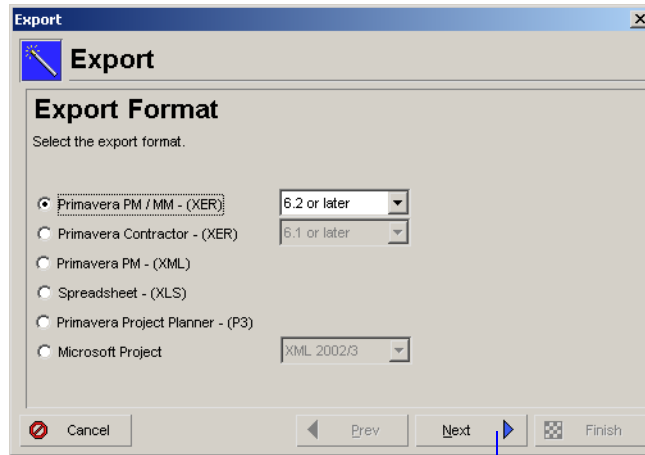 Export
Export
Export Format
Select the export format.
Primavera PM / MM - (XER) 6.2 or later
Primavera Contractor - (XER) 6.1 or later
Primavera PM - (XML)
Spreadsheet - (XLS)
Primavera Project Planner - (P3)
Microsoft Project XML 2002/3
Cancel Prev Next Finish